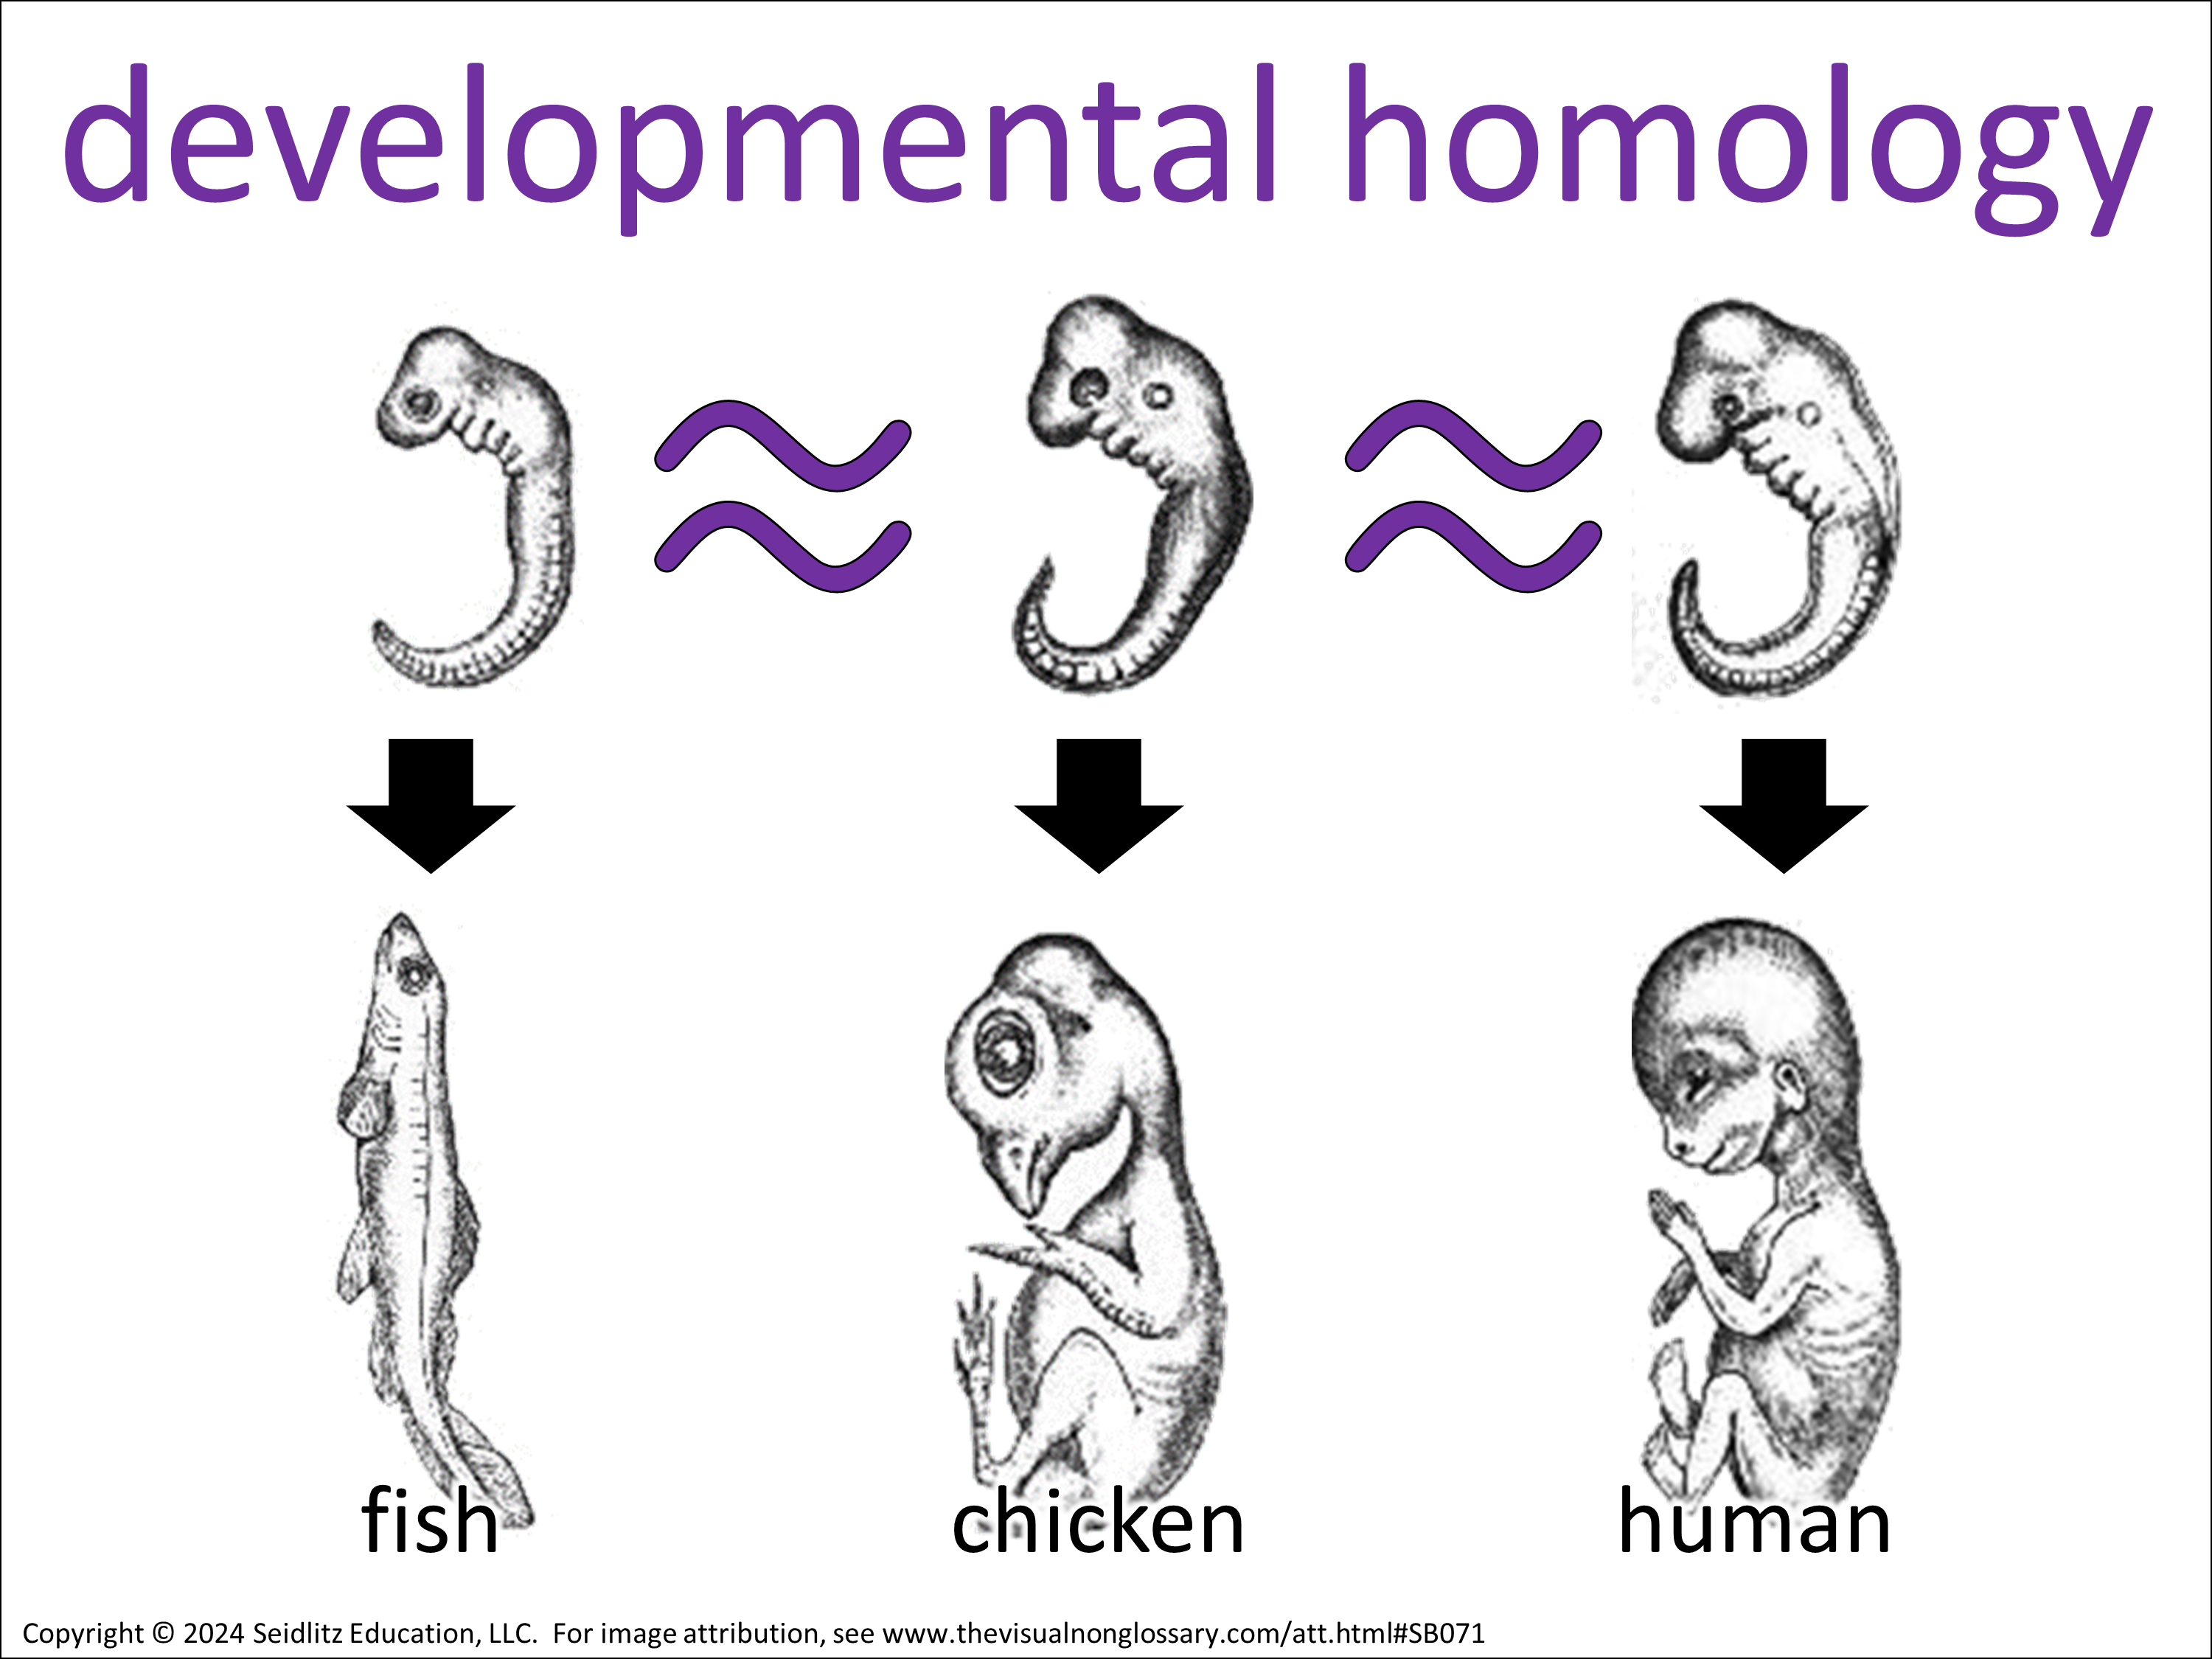 developmental homology
fish
chicken
human
Copyright © 2024 Seidlitz Education, LLC.  For image attribution, see www.thevisualnonglossary.com/att.html#SB071